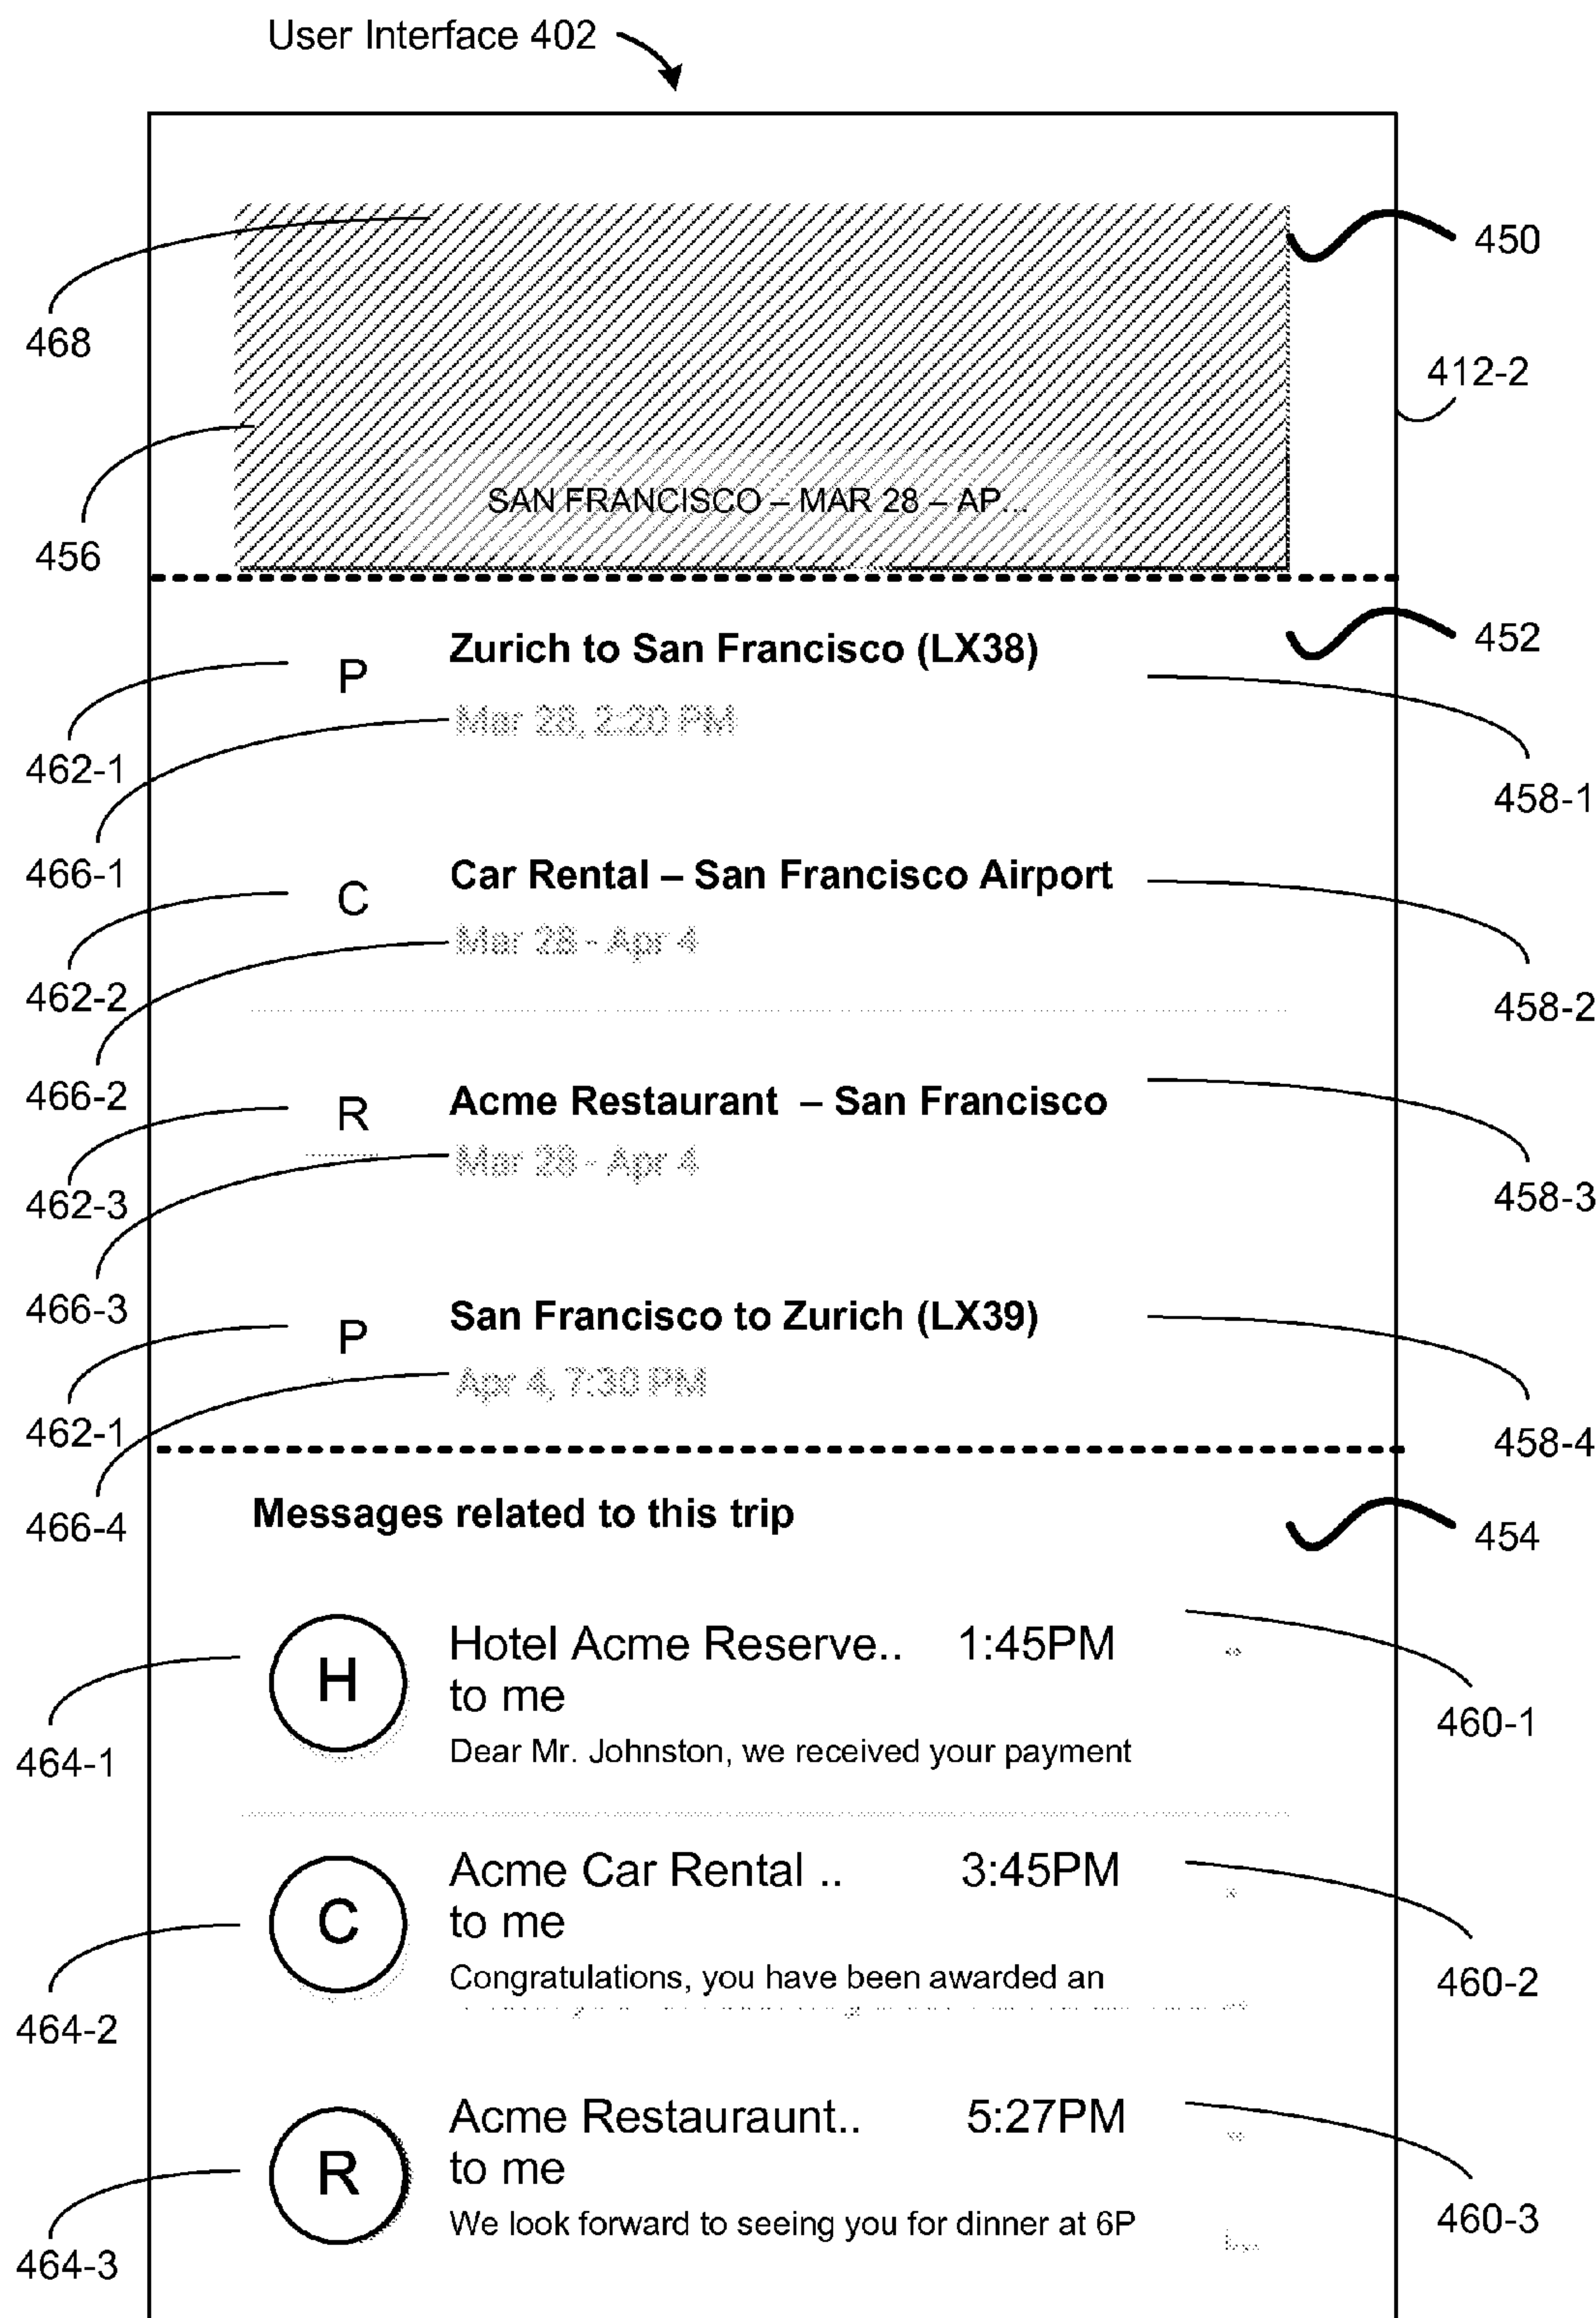 User Interface 402
450
468
412-2
SAN FRANCISCO – MAR 28 – AP...
456
452
Zurich to San Francisco (LX38)
P
Mar 28, 2:20 PM
462-1
458-1
466-1
Car Rental – San Francisco Airport
C
Mar 28 - Apr 4
462-2
458-2
466-2
Acme Restaurant – San Francisco
R
Mar 28 - Apr 4
462-3
458-3
466-3
San Francisco to Zurich (LX39)
P
Apr 4, 7:30 PM
462-1
458-4
466-4
Messages related to this trip
454
Hotel Acme Reserve.. 1:45PM
H
to me
460-1
Dear Mr. Johnston, we received your payment
464-1
Acme Car Rental .. 3:45PM
C
to me
Congratulations, you have been awarded an
460-2
464-2
Acme Restauraunt.. 5:27PM
R
to me
460-3
We look forward to seeing you for dinner at 6P
464-3